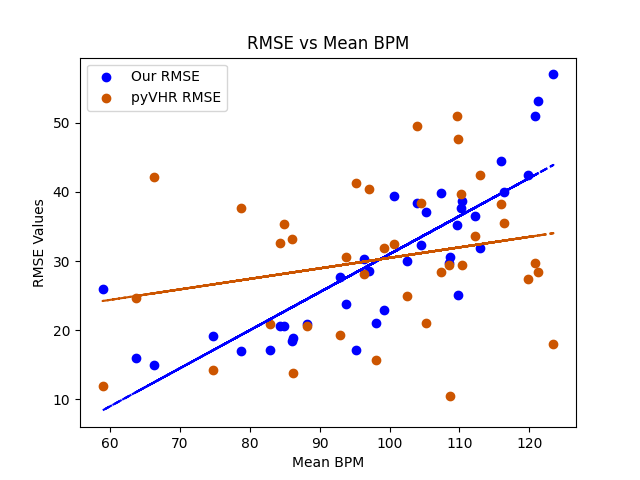 RMSE vs Mean BPM
Our RMSE
pyVHR RMSE
RMSE Values
50
40
30
20
10
60 70 80 90 100 110 120
Mean BPM